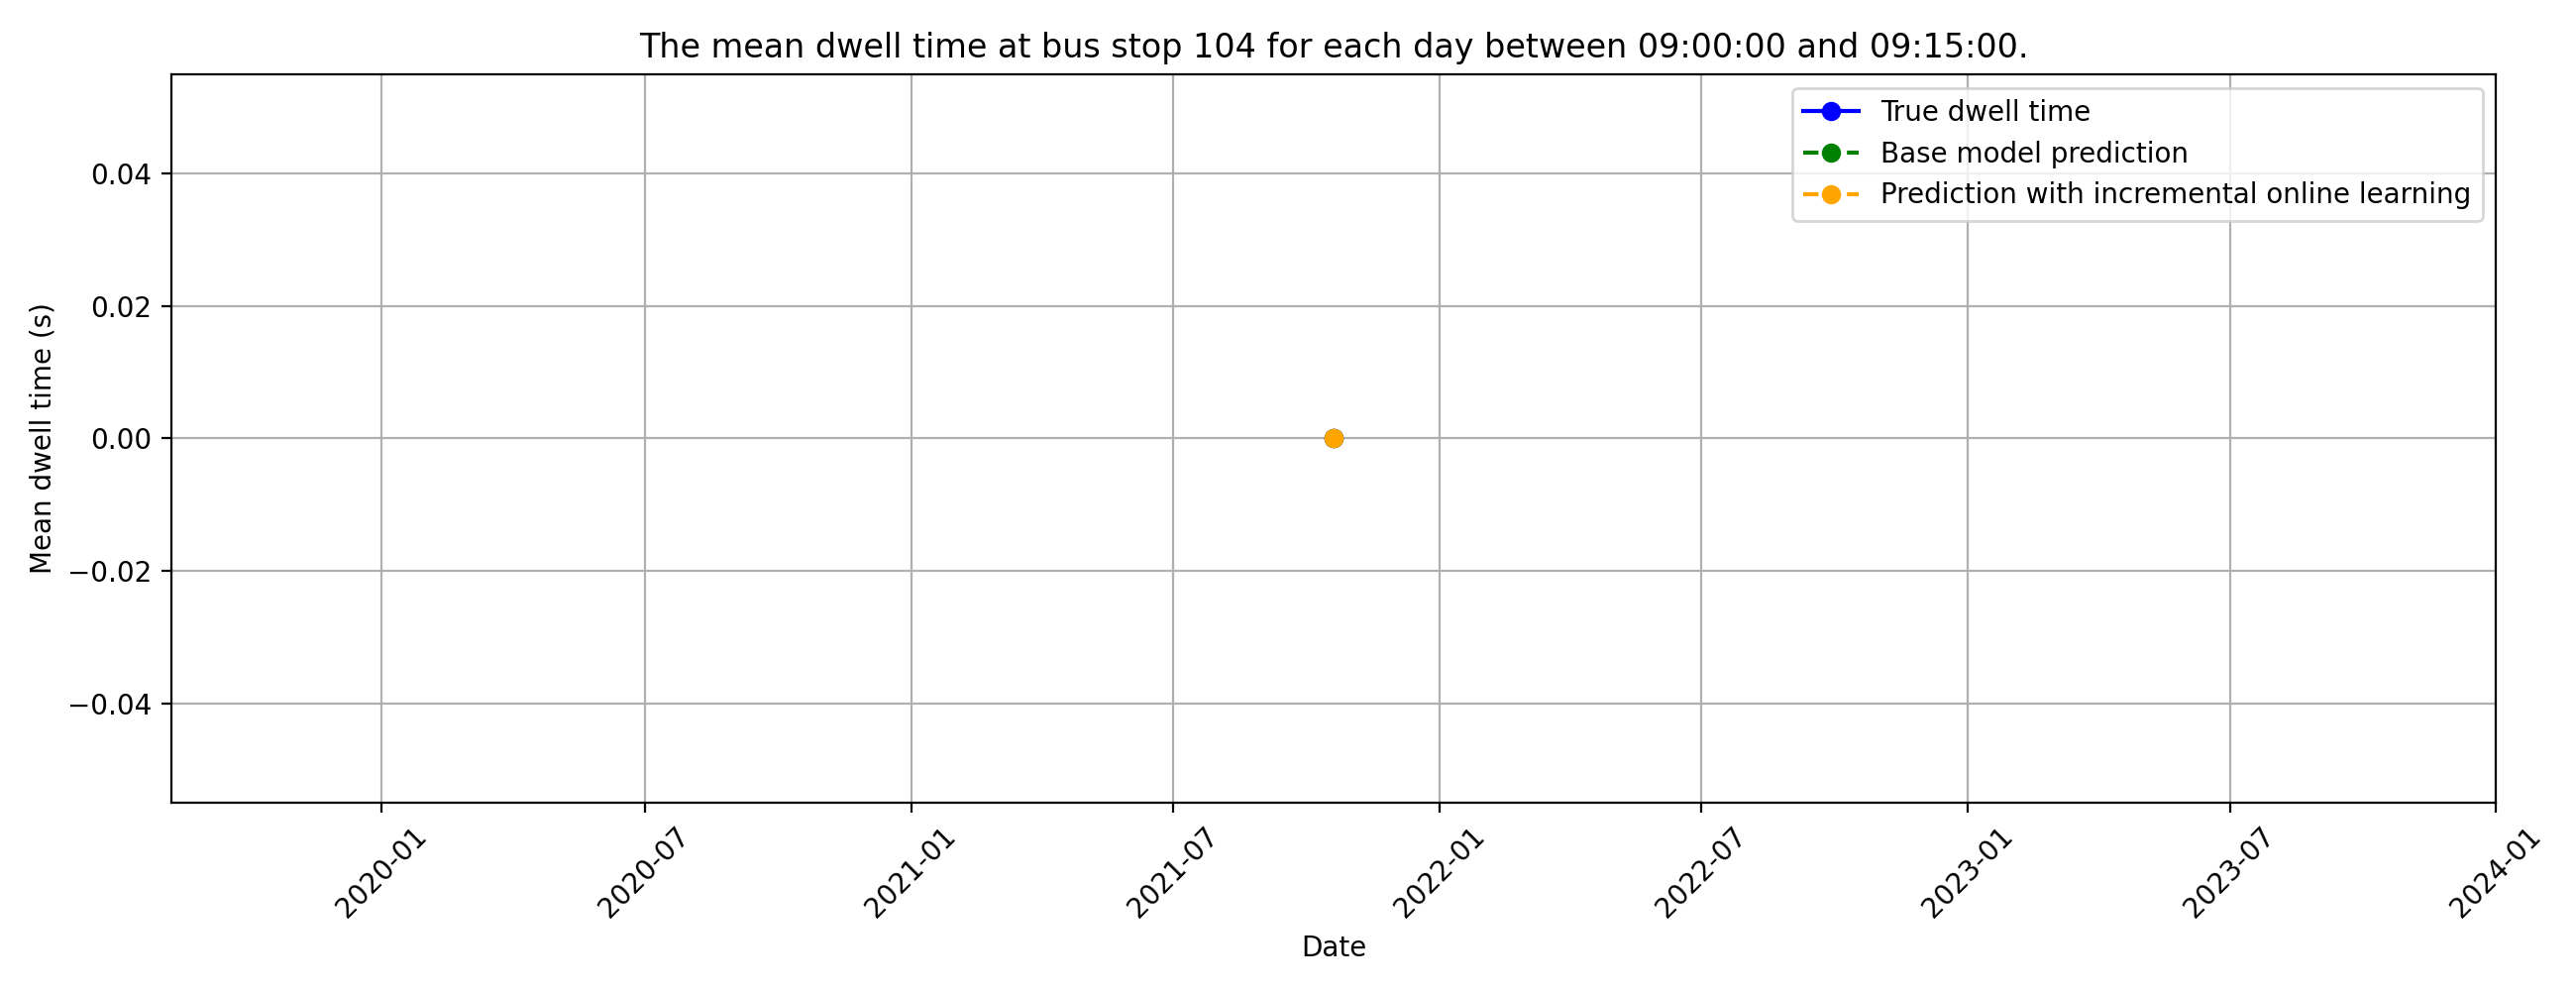 The mean dwell time at bus stop 104 for each day between 09:00:00 and 09:15:00.
True dwell time
Base model prediction
Prediction with incremental online learning
Mean dwell time (s)
0.04
0.02
0.00
−0.02
−0.04
2020-01
2020-07
2021-01
2021-07
2022-01
2022-07
2023-01
2023-07
2024-01
Date